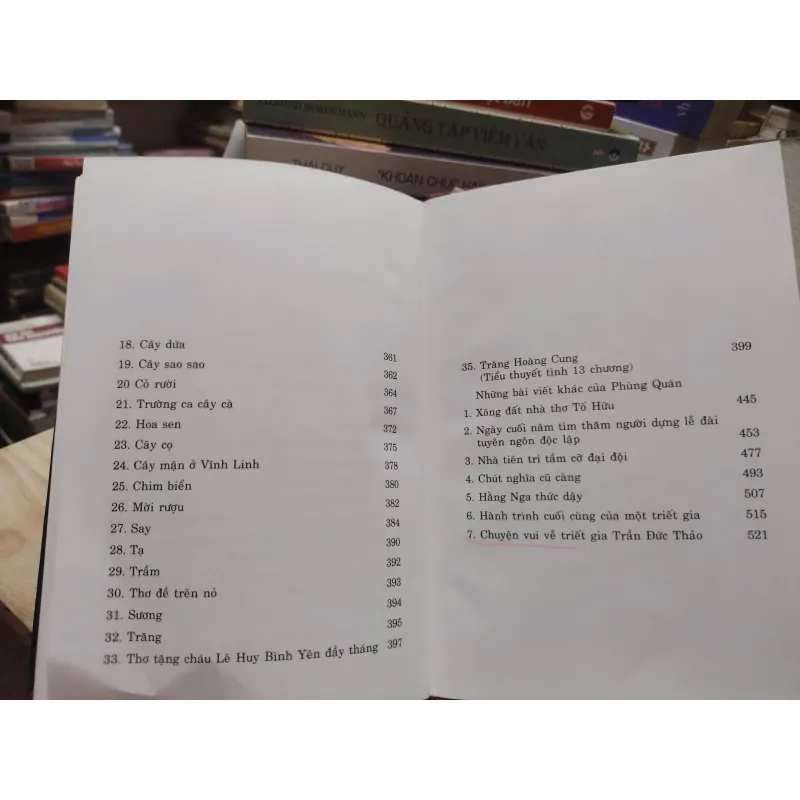 QUẢNG TẬP VIÊM VĂN
THÁI DUY
"KHOÁN CHUI"
18. Cây dứa 361
19. Cây sao sao 362
20 Cỏ rười 364
21. Trường ca cây cà 367
22. Hoa sen 372
23. Cây cọ 375
24. Cây mận ở Vĩnh Linh 378
25. Chim biển 380
26. Mời rượu 382
27. Say 384
28. Tạ 390
29. Trầm 392
30. Thơ đề trên nỏ 393
31. Sương 394
32. Trăng 395
33. Thơ tặng cháu Lê Huy Bình Yên đầy tháng 397
35. Trăng Hoàng Cung 399
(Tiểu thuyết tình 13 chương)
Những bài viết khác của Phùng Quán
1. Xông đất nhà thơ Tố Hữu 445
2. Ngày cuối năm tìm thăm người dựng lễ đài
tuyên ngôn độc lập 453
3. Nhà tiên tri tầm cỡ đại đội 477
4. Chút nghĩa cũ càng 493
5. Hằng Nga thức dậy 507
6. Hành trình cuối cùng của một triết gia 515
7. Chuyện vui về triết gia Trần Đức Thảo 521